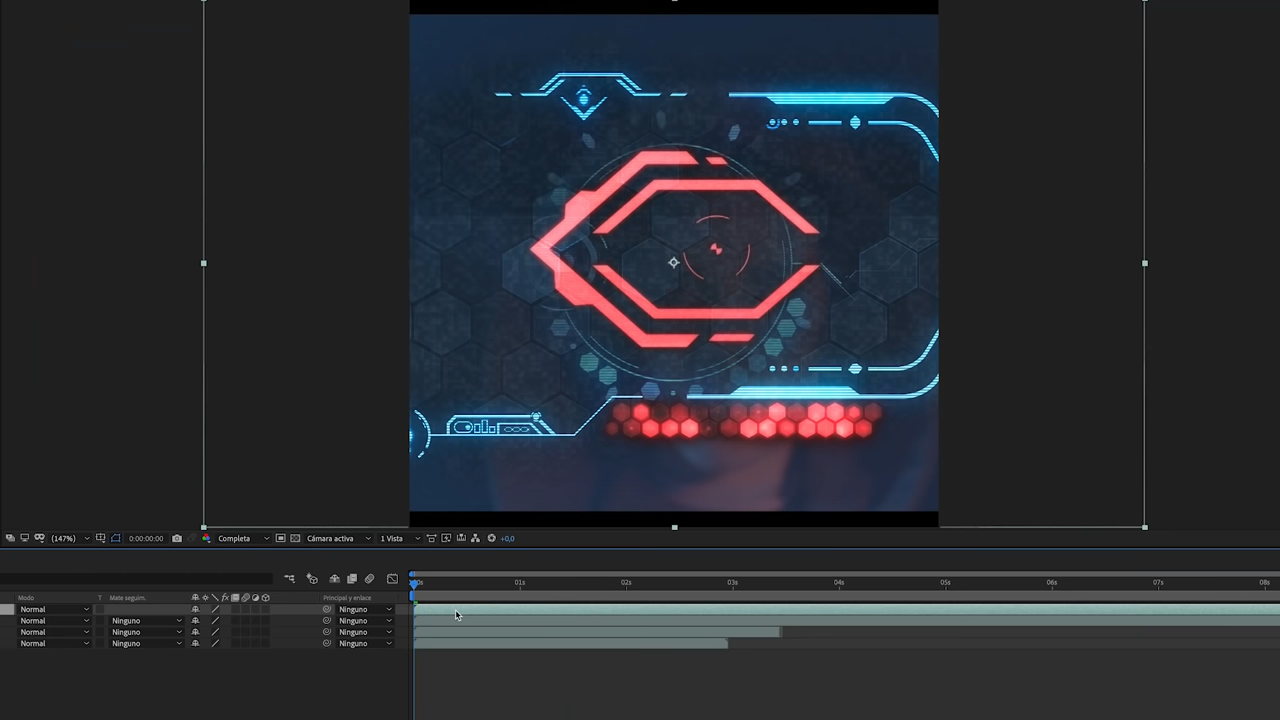 (147%) 0:00:00:00 Completa Cámara activa 1 Vista +0,0
01s 02s 03s 04s 05s 06s 07s 08s
Modo T Mate seguim. fx Principal y enlace
Normal Ninguno
Normal Ninguno Ninguno
Normal Ninguno Ninguno
Normal Ninguno Ninguno